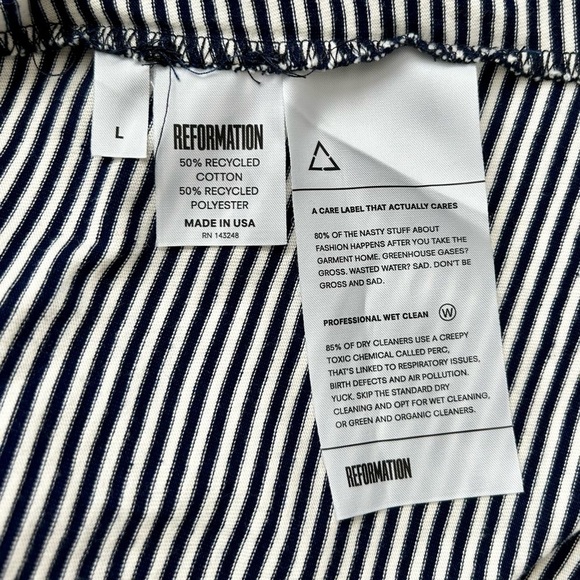 L
REFORMATION
50% RECYCLED
COTTON
50% RECYCLED
POLYESTER
MADE IN USA
RN 143248
A CARE LABEL THAT ACTUALLY CARES
80% OF THE NASTY STUFF ABOUT
FASHION HAPPENS AFTER YOU TAKE THE
GARMENT HOME. GREENHOUSE GASES?
GROSS. WASTED WATER? SAD. DON'T BE
GROSS AND SAD.
PROFESSIONAL WET CLEAN W
85% OF DRY CLEANERS USE A CREEPY
TOXIC CHEMICAL CALLED PERC,
THAT'S LINKED TO RESPIRATORY ISSUES,
BIRTH DEFECTS AND AIR POLLUTION.
YUCK. SKIP THE STANDARD DRY
CLEANING AND OPT FOR WET CLEANING,
OR GREEN AND ORGANIC CLEANERS.
REFORMATION